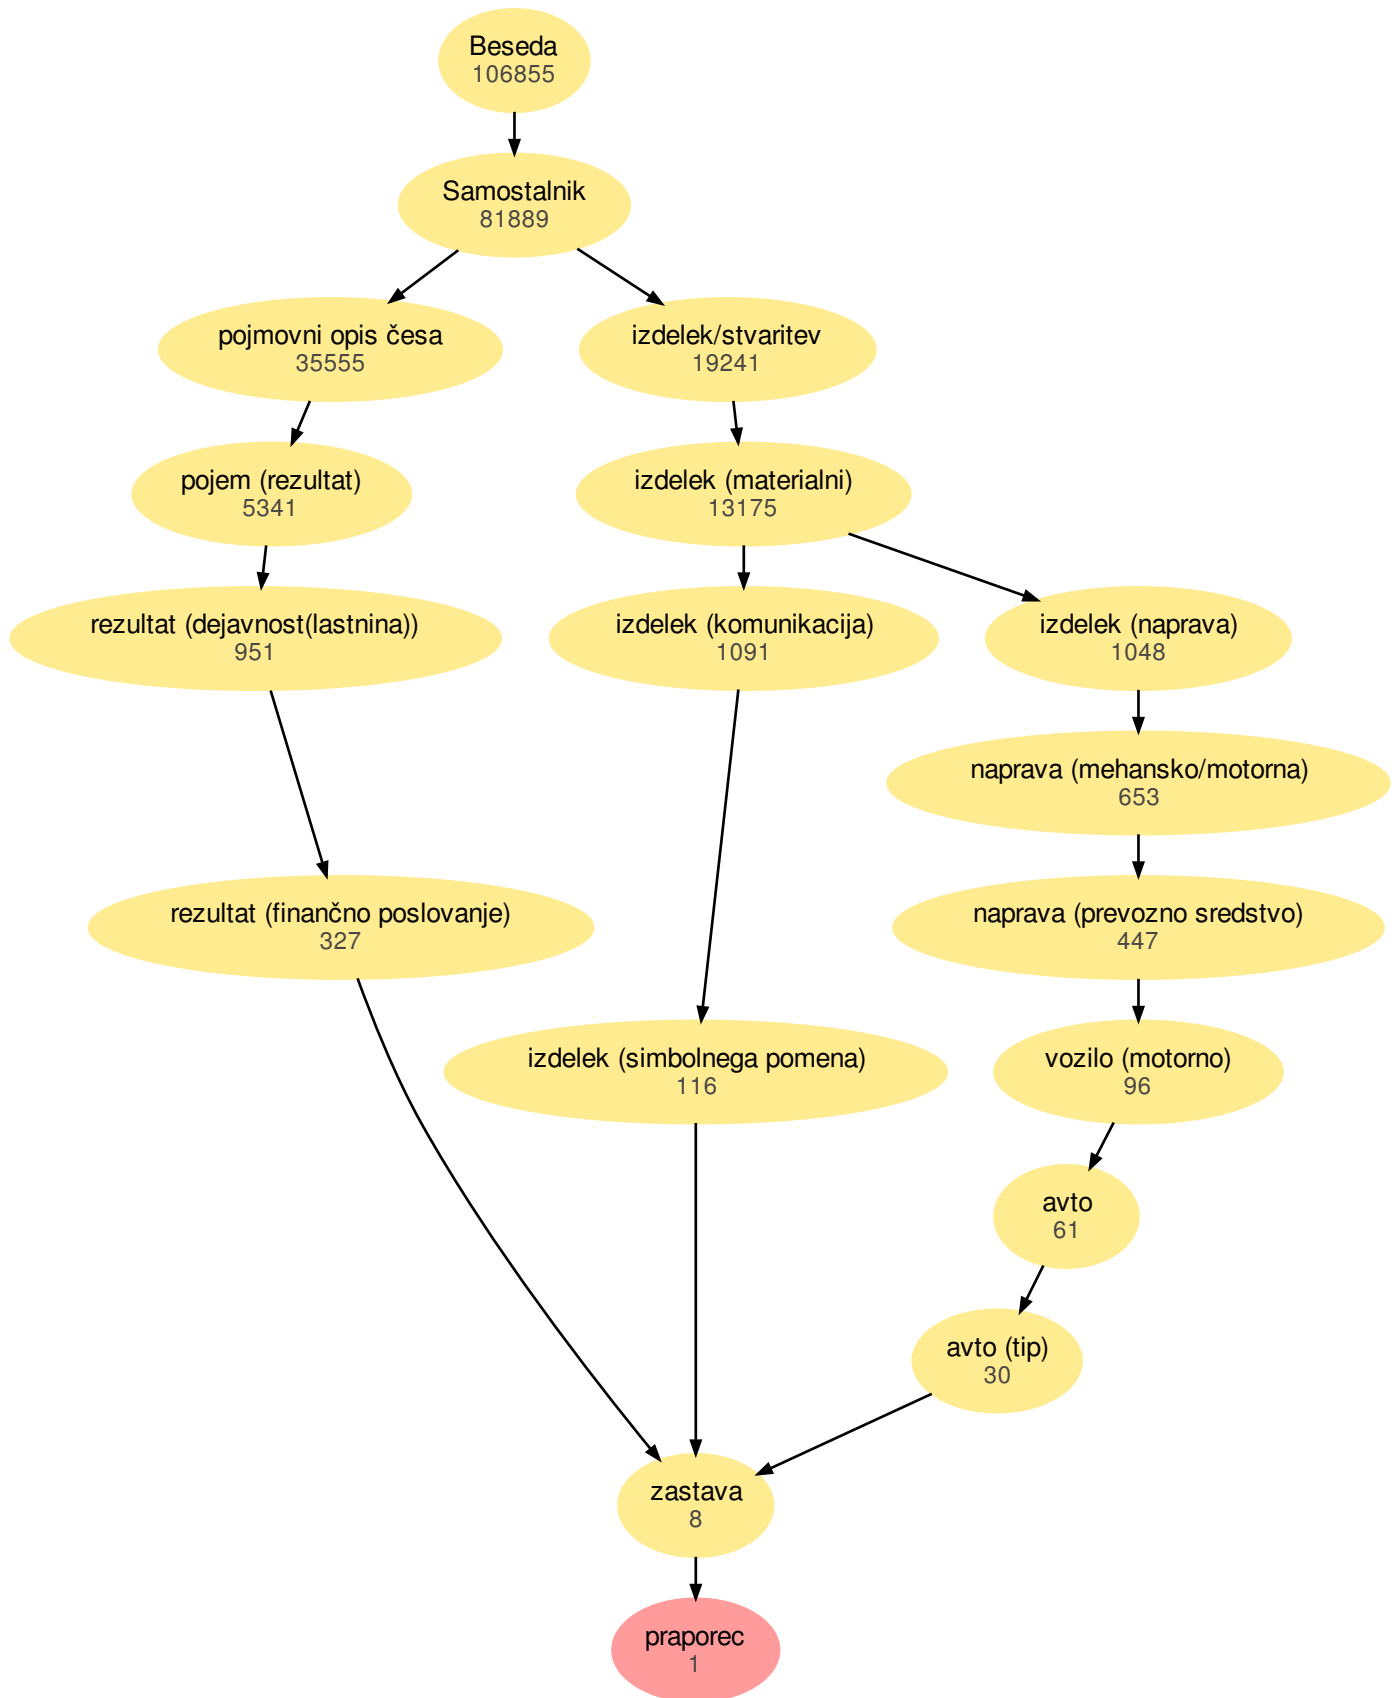 Beseda
106855
Samostalnik
81889
pojmovni opis česa
35555
izdelek/stvaritev
19241
pojem (rezultat)
5341
izdelek (materialni)
13175
rezultat (dejavnost(lastnina))
951
izdelek (komunikacija)
1091
izdelek (naprava)
1048
naprava (mehansko/motorna)
653
rezultat (finančno poslovanje)
327
naprava (prevozno sredstvo)
447
izdelek (simbolnega pomena)
116
vozilo (motorno)
96
avto
61
avto (tip)
30
zastava
8
praporec
1